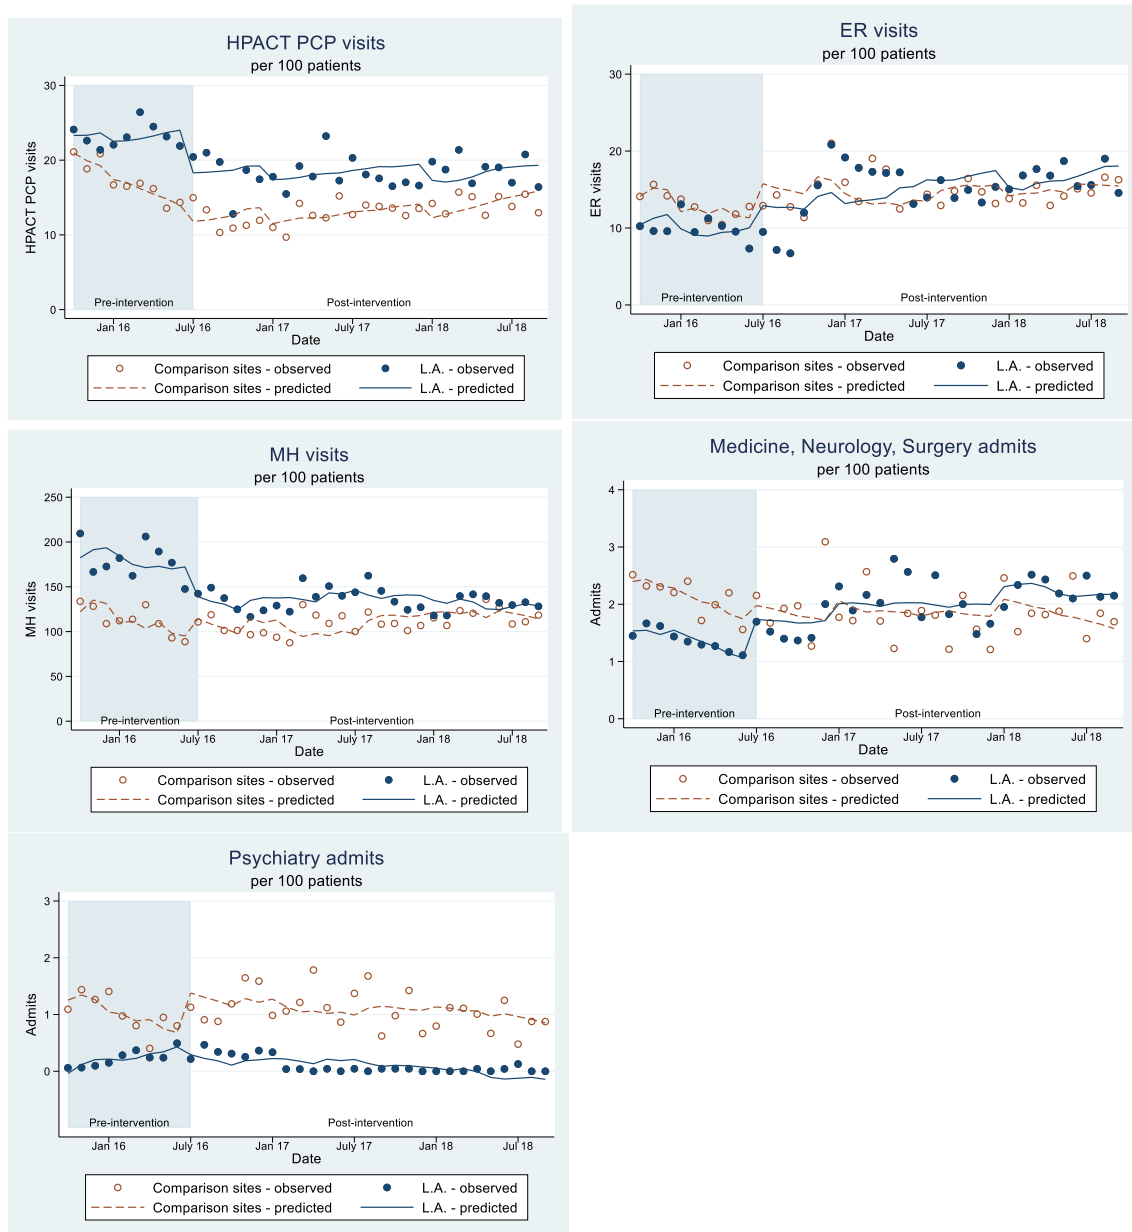 HPACT PCP visits
per 100 patients
HPACT PCP visits
30
20
10
0
Pre-intervention
Post-intervention
Jan 16
July 16
Jan 17
July 17
Jan 18
Jul 18
Date
Comparison sites - observed
L.A. - observed
Comparison sites - predicted
L.A. - predicted
ER visits
per 100 patients
ER visits
30
20
10
0
Pre-intervention
Post-intervention
Jan 16
July 16
Jan 17
July 17
Jan 18
Jul 18
Date
Comparison sites - observed
L.A. - observed
Comparison sites - predicted
L.A. - predicted
MH visits
per 100 patients
MH visits
250
200
150
100
50
0
Pre-intervention
Post-intervention
Jan 16
July 16
Jan 17
July 17
Jan 18
Jul 18
Date
Comparison sites - observed
L.A. - observed
Comparison sites - predicted
L.A. - predicted
Medicine, Neurology, Surgery admits
per 100 patients
Admits
4
3
2
1
0
Pre-intervention
Post-intervention
Jan 16
July 16
Jan 17
July 17
Jan 18
Jul 18
Date
Comparison sites - observed
L.A. - observed
Comparison sites - predicted
L.A. - predicted
Psychiatry admits
per 100 patients
Admits
3
2
1
0
Pre-intervention
Post-intervention
Jan 16
July 16
Jan 17
July 17
Jan 18
Jul 18
Date
Comparison sites - observed
L.A. - observed
Comparison sites - predicted
L.A. - predicted